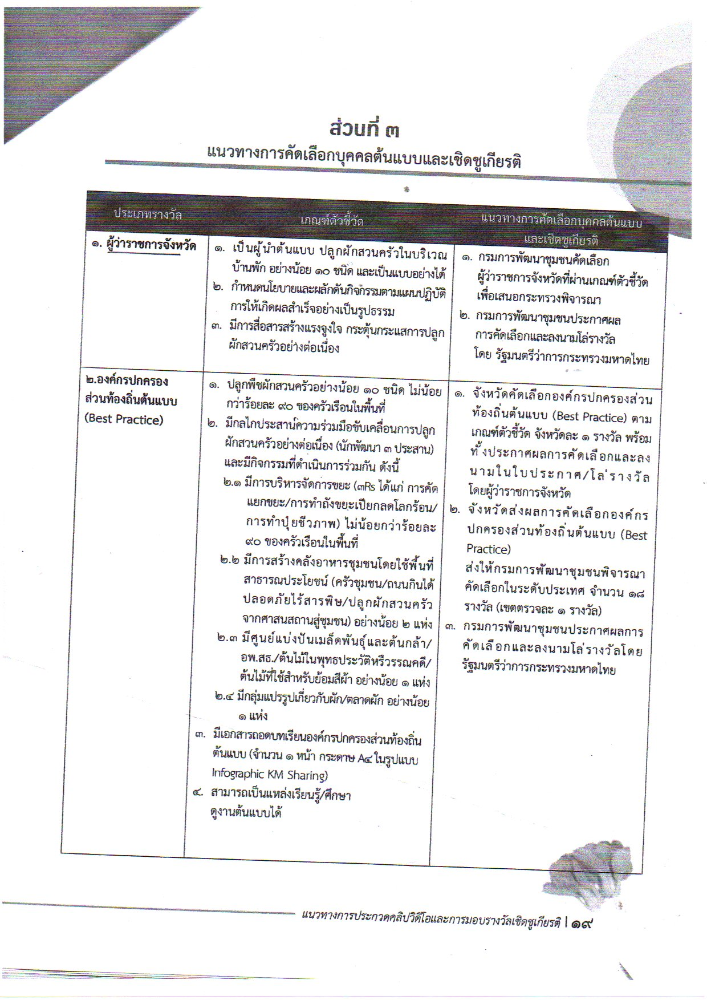 ส่วนที่ ๓
แนวทางการคัดเลือกบุคคลต้นแบบและเชิดชูเกียรติ
ประเภทรางวัล
เกณฑ์ตัวชี้วัด
แนวทางการคัดเลือกบุคคลต้นแบบ
และเชิดชูเกียรติ
๑. ผู้ว่าราชการจังหวัด
๑. เป็นผู้นำต้นแบบ ปลูกผักสวนครัวในบริเวณ
บ้านพัก อย่างน้อย ๑๐ ชนิด และเป็นแบบอย่างได้
๒. กำหนดนโยบายและผลักดันกิจกรรมตามแผนปฏิบัติ
การให้เกิดผลสำเร็จอย่างเป็นรูปธรรม
๓. มีการสื่อสารสร้างแรงจูงใจ กระตุ้นกระแสการปลูก
ผักสวนครัวอย่างต่อเนื่อง
๑. กรมการพัฒนาชุมชนคัดเลือก
ผู้ว่าราชการจังหวัดที่ผ่านเกณฑ์ตัวชี้วัด
เพื่อเสนอกระทรวงพิจารณา
๒. กรมการพัฒนาชุมชนประกาศผล
การคัดเลือกและลงนามโล่รางวัล
โดย รัฐมนตรีว่าการกระทรวงมหาดไทย
๒.องค์กรปกครอง
ส่วนท้องถิ่นต้นแบบ
(Best Practice)
๑. ปลูกพืชผักสวนครัวอย่างน้อย ๑๐ ชนิด ไม่น้อย
กว่าร้อยละ ๙๐ ของครัวเรือนในพื้นที่
๒. มีกลไกประสานความร่วมมือขับเคลื่อนการปลูก
ผักสวนครัวอย่างต่อเนื่อง (นักพัฒนา ๓ ประสาน)
และมีกิจกรรมที่ดำเนินการร่วมกัน ดังนี้
๒.๑ มีการบริหารจัดการขยะ (๓Rs ได้แก่ การคัด
แยกขยะ/การทำถังขยะเปียกลดโลกร้อน/
การทำปุ๋ยชีวภาพ) ไม่น้อยกว่าร้อยละ
๙๐ ของครัวเรือนในพื้นที่
๒.๒ มีการสร้างคลังอาหารชุมชนโดยใช้พื้นที่
สาธารณประโยชน์ (ครัวชุมชน/ถนนกินได้
ปลอดภัยไร้สารพิษ/ปลูกผักสวนครัว
จากศาสนสถานสู่ชุมชน) อย่างน้อย ๒ แห่ง
๒.๓ มีศูนย์แบ่งปันเมล็ดพันธุ์และต้นกล้า/
อพ.สธ./ต้นไม้ในพุทธประวัติหรือวรรณคดี/
ต้นไม้ที่ใช้สำหรับย้อมสีผ้า อย่างน้อย ๑ แห่ง
๒.๔ มีกลุ่มแปรรูปเกี่ยวกับผัก/ตลาดผัก อย่างน้อย
๑ แห่ง
๓. มีเอกสารถอดบทเรียนองค์กรปกครองส่วนท้องถิ่น
ต้นแบบ (จำนวน ๑ หน้า กระดาษ A๔ ในรูปแบบ
Infographic KM Sharing)
๔. สามารถเป็นแหล่งเรียนรู้/ศึกษา
ดูงานต้นแบบได้
๑. จังหวัดคัดเลือกองค์กรปกครองส่วน
ท้องถิ่นต้นแบบ (Best Practice) ตาม
เกณฑ์ตัวชี้วัด จังหวัดละ ๑ รางวัล พร้อม
ทั้งประกาศผลการคัดเลือกและลง
นามในใบประกาศ/โล่รางวัล
โดยผู้ว่าราชการจังหวัด
๒. จังหวัดส่งผลการคัดเลือกองค์กร
ปกครองส่วนท้องถิ่นต้นแบบ (Best
Practice)
ส่งให้กรมการพัฒนาชุมชนพิจารณา
คัดเลือกในระดับประเทศ จำนวน ๑๘
รางวัล (เขตตรวจละ ๑ รางวัล)
๓. กรมการพัฒนาชุมชนประกาศผลการ
คัดเลือกและลงนามโล่รางวัลโดย
รัฐมนตรีว่าการกระทรวงมหาดไทย
แนวทางการประกวดคลิปวิดีโอและการมอบรางวัลเชิดชูเกียรติ | ๑๙